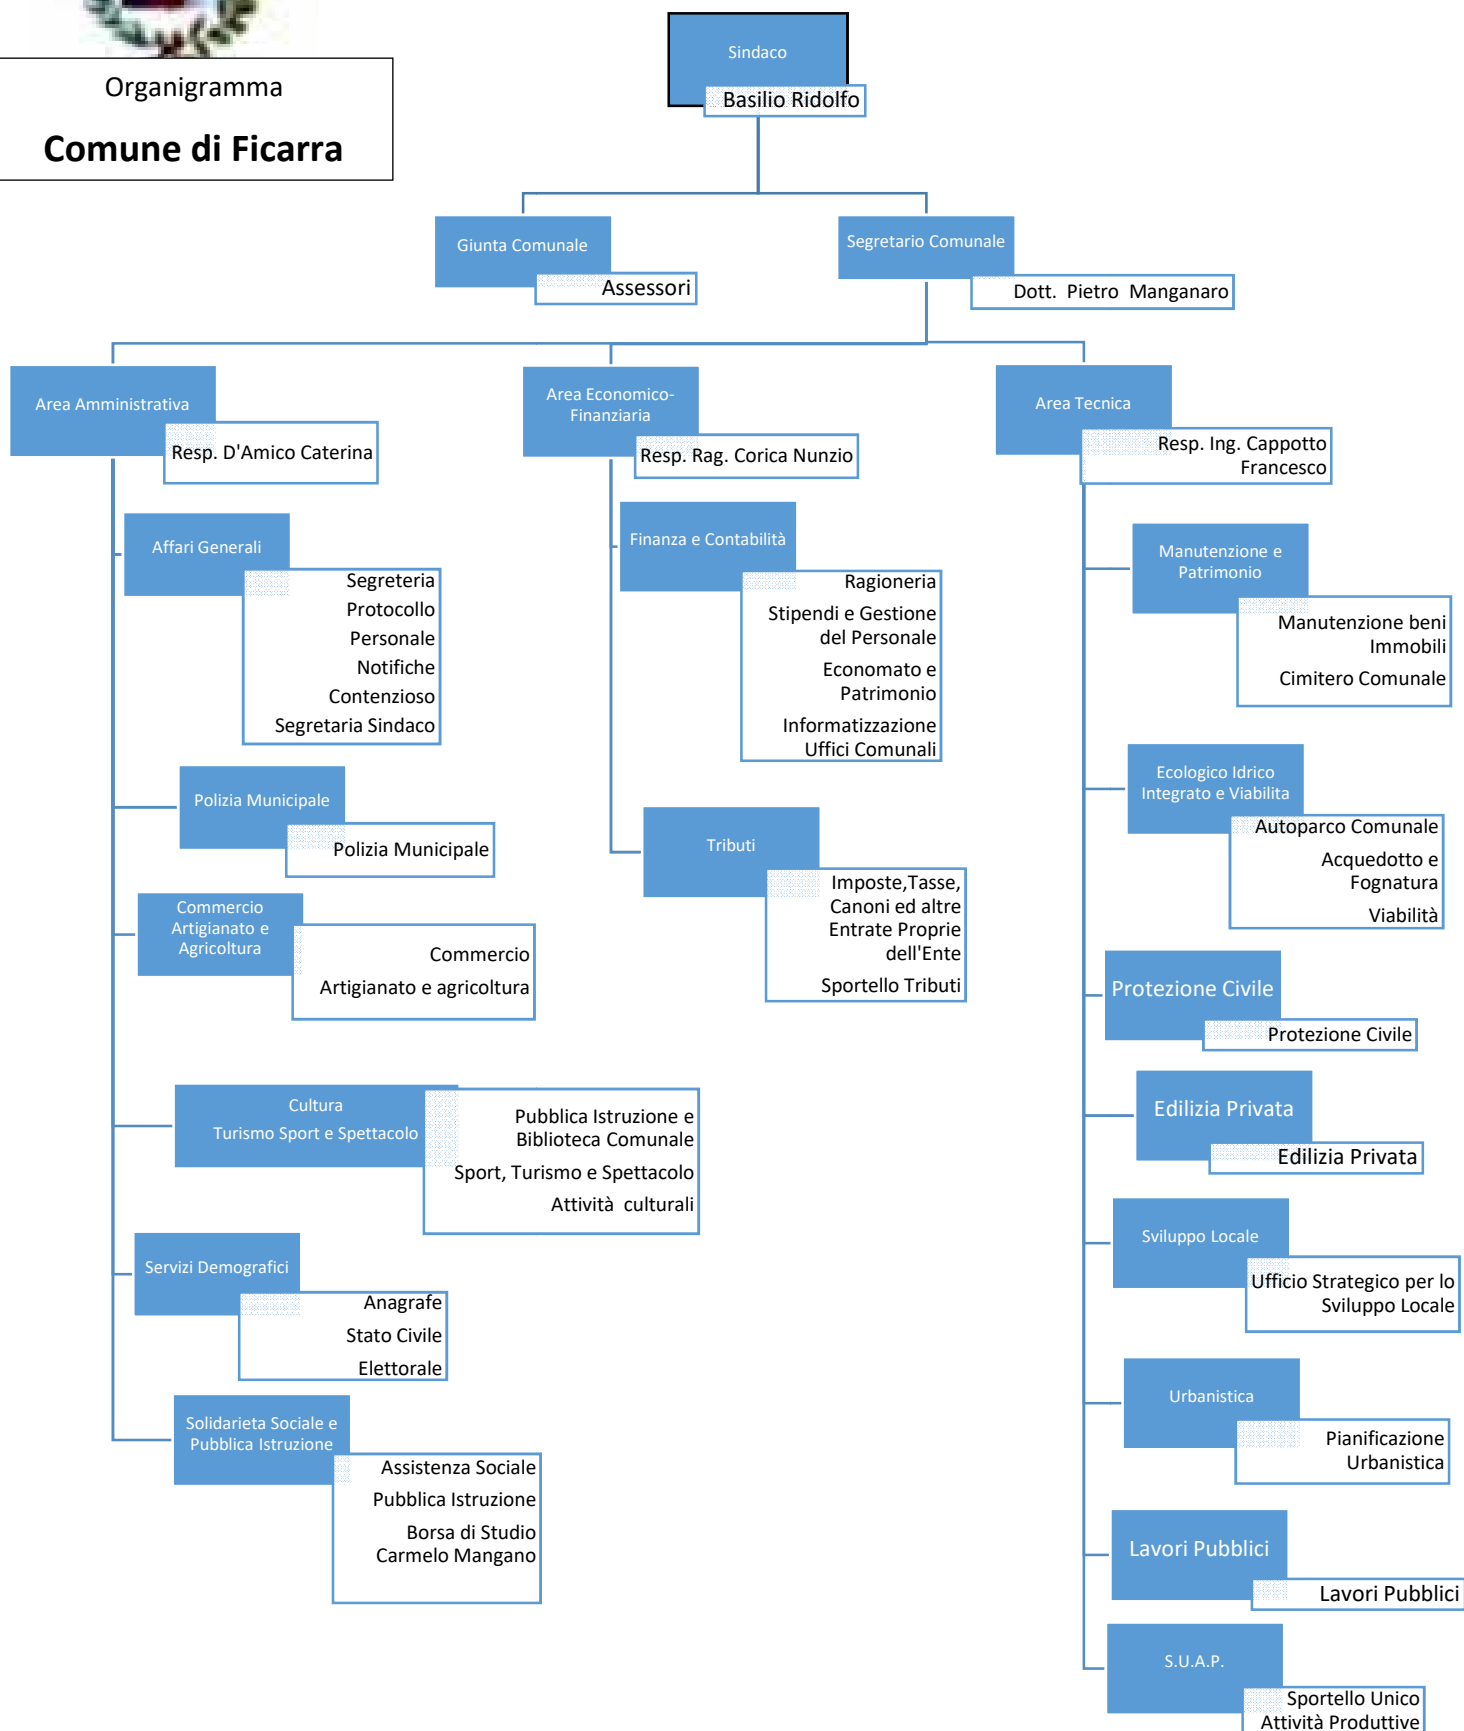 Organigramma
Comune di Ficarra
Sindaco
Basilio Ridolfo
Giunta Comunale
Assessori
Segretario Comunale
Dott.  Pietro  Manganaro
Area Amministrativa
Resp. D'Amico Caterina
Affari Generali
Segreteria
Protocollo
Personale
Notifiche
Contenzioso
Segretaria Sindaco
Polizia Municipale
Polizia Municipale
Commercio
Artigianato e
Agricoltura
Commercio
Artigianato e agricoltura
Cultura
Turismo Sport e Spettacolo
Pubblica Istruzione e
Biblioteca Comunale
Sport, Turismo e Spettacolo
Attività  culturali
Servizi Demografici
Anagrafe
Stato Civile
Elettorale
Solidarieta Sociale e
Pubblica Istruzione
Assistenza Sociale
Pubblica Istruzione
Borsa di Studio
Carmelo Mangano
Area Economico-
Finanziaria
Resp. Rag. Corica Nunzio
Finanza e Contabilità
Ragioneria
Stipendi e Gestione
del Personale
Economato e
Patrimonio
Informatizzazione
Uffici Comunali
Tributi
Imposte,Tasse,
Canoni ed altre
Entrate Proprie
dell'Ente
Sportello Tributi
Area Tecnica
Resp. Ing. Cappotto
Francesco
Manutenzione e
Patrimonio
Manutenzione beni
Immobili
Cimitero Comunale
Ecologico Idrico
Integrato e Viabilita
Autoparco Comunale
Acquedotto e
Fognatura
Viabilità
Protezione Civile
Protezione Civile
Edilizia Privata
Edilizia Privata
Sviluppo Locale
Ufficio Strategico per lo
Sviluppo Locale
Urbanistica
Pianificazione
Urbanistica
Lavori Pubblici
Lavori Pubblici
S.U.A.P.
Sportello Unico
Attività Produttive